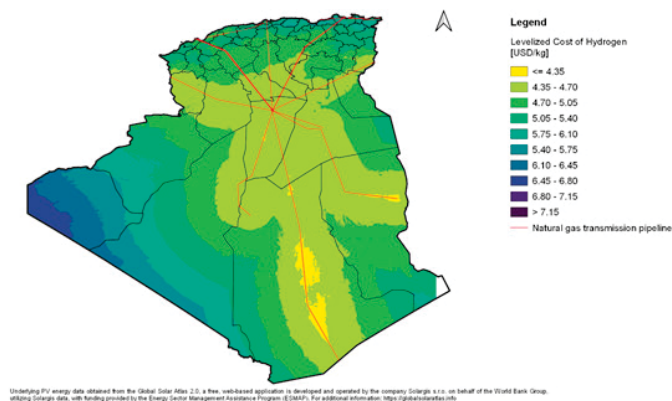 Legend
Levelized Cost of Hydrogen
[USD/kg]
<= 4.35
4.35 - 4.70
4.70 - 5.05
5.05 - 5.40
5.75 - 6.10
5.40 - 5.75
6.10 - 6.45
6.45 - 6.80
6.80 - 7.15
> 7.15
Natural gas transmission pipeline
Underlying PV energy data obtained from the Global Solar Atlas 2.0, a free, web-based application is developed and operated by the company Solargis s.r.o. on behalf of the World Bank Group,
utilizing Solargis data, with funding provided by the Energy Sector Management Assistance Program (ESMAP). For additional information: https://globalsolaratlas.info